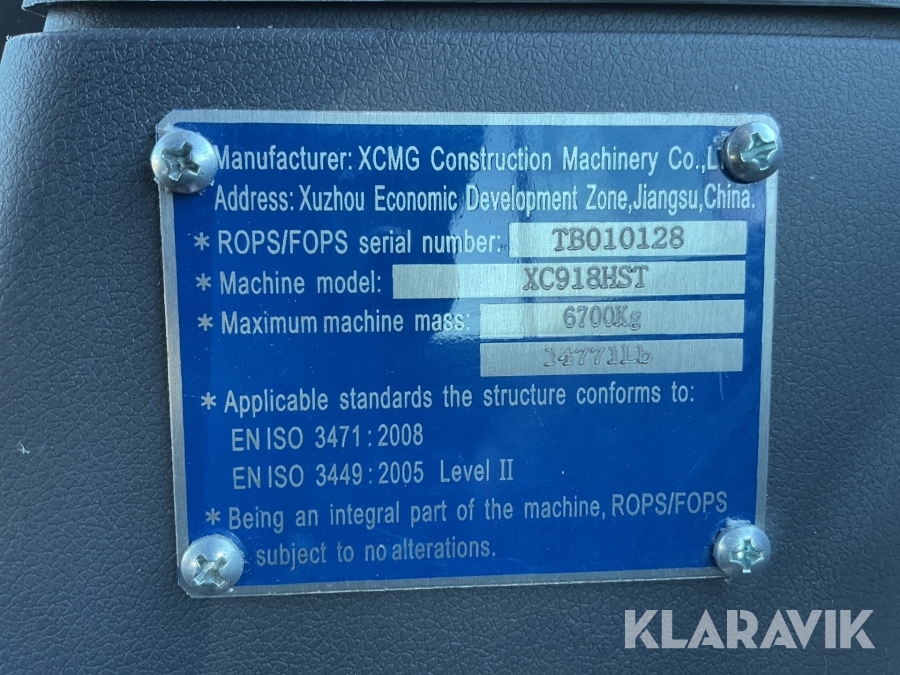 Manufacturer: XCMG Construction Machinery Co.,L
Address: Xuzhou Economic Development Zone,Jiangsu,China.
* ROPS/FOPS serial number: TB010128
* Machine model: XC918HST
* Maximum machine mass: 6700Kg
14771Lb
* Applicable standards the structure conforms to:
EN ISO 3471:2008
EN ISO 3449:2005 Level II
* Being an integral part of the machine, ROPS/FOPS
subject to no alterations.
KLARAVIK